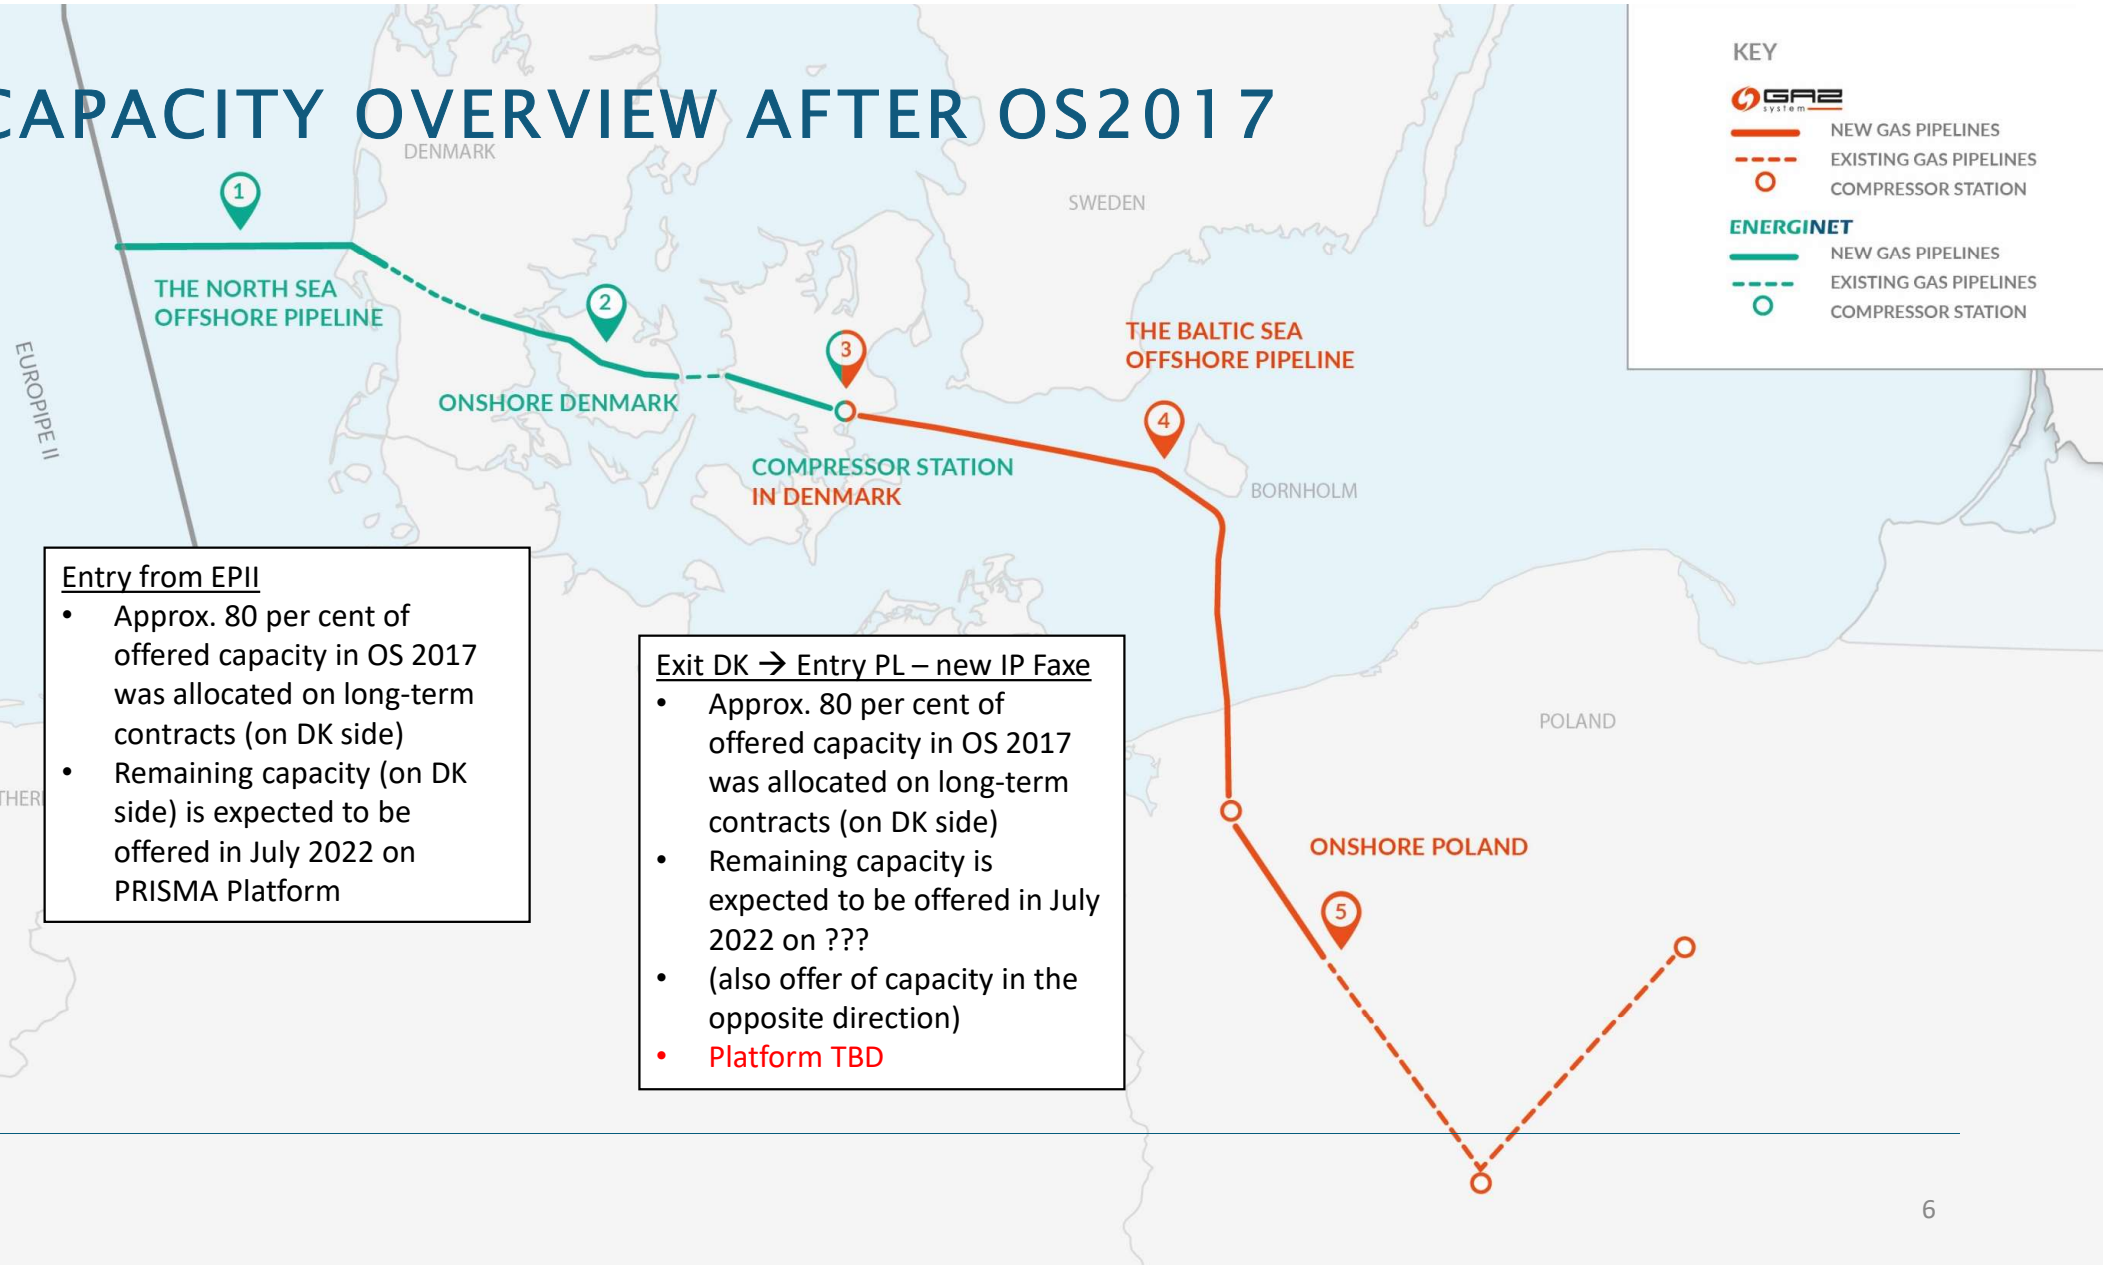 CAPACITY OVERVIEW AFTER OS2017
KEY
GAZ
system
NEW GAS PIPELINES
EXISTING GAS PIPELINES
COMPRESSOR STATION
ENERGINET
NEW GAS PIPELINES
EXISTING GAS PIPELINES
COMPRESSOR STATION
DENMARK
SWEDEN
1
THE NORTH SEA
OFFSHORE PIPELINE
2
ONSHORE DENMARK
3
COMPRESSOR STATION
IN DENMARK
THE BALTIC SEA
OFFSHORE PIPELINE
4
BORNHOLM
EUROPIPE II
Entry from EPII
• Approx. 80 per cent of
offered capacity in OS 2017
was allocated on long-term
contracts (on DK side)
• Remaining capacity (on DK
side) is expected to be
offered in July 2022 on
PRISMA Platform
Exit DK → Entry PL – new IP Faxe
• Approx. 80 per cent of
offered capacity in OS 2017
was allocated on long-term
contracts (on DK side)
• Remaining capacity is
expected to be offered in July
2022 on ???
• (also offer of capacity in the
opposite direction)
• Platform TBD
POLAND
ONSHORE POLAND
5
6